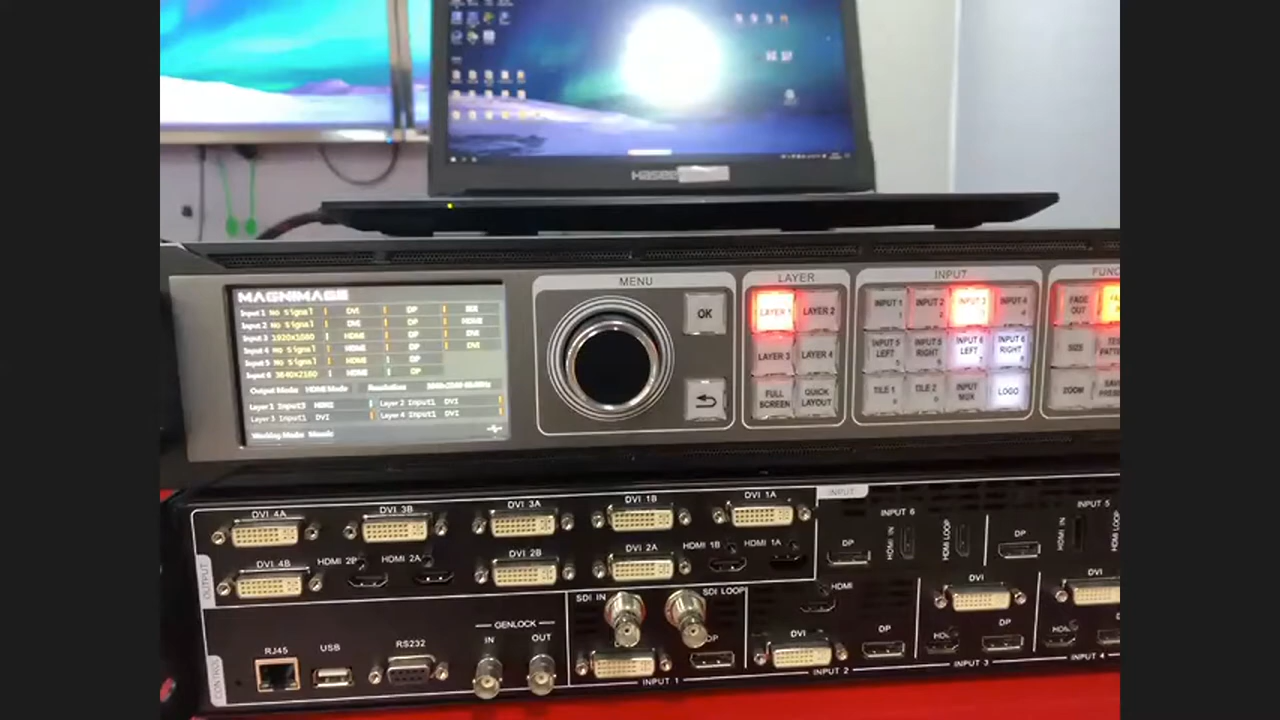 Hasee
MAGNIMAGE
Input 1 No Signal DVI DP
Input 2 No Signal DVI DP HDMI
Input 3 1920x1080 HDMI DP DVI
Input 4 No Signal HDMI DP DVI
Input 5 No Signal HDMI DP
Input 6 3840x2160 HDMI DP
Output Mode HDMI Mode Resolution
Layer 1 Input3 HDMI Layer 2 Input1 DVI
Layer 3 Input1 DVI Layer 4 Input1 DVI
Working Mode Mosaic
MENU
OK
LAYER
LAYER 1 LAYER 2
LAYER 3 LAYER 4
FULL SCREEN QUICK LAYOUT
INPUT
INPUT 1 INPUT 2 INPUT 3 INPUT 4
INPUT 5 LEFT INPUT 5 RIGHT INPUT 6 LEFT INPUT 6 RIGHT
TILE 1 TILE 2 INPUT MUX LOGO
FUNC
FADE OUT
SIZE
ZOOM
OUTPUT
DVI 4A DVI 3B DVI 3A DVI 1B DVI 1A
DVI 4B HDMI 2B HDMI 2A DVI 2B DVI 2A HDMI 1B HDMI 1A
CONTROL
RJ45 USB RS232
GENLOCK
IN OUT
INPUT
SDI IN SDI LOOP
DP
INPUT 1
HDMI
DVI DP
INPUT 2
INPUT 6
DP HDMI IN HDMI LOOP
INPUT 5
DP HDMI IN HDMI LOOP
DVI
DP
INPUT 3
DVI
INPUT 4